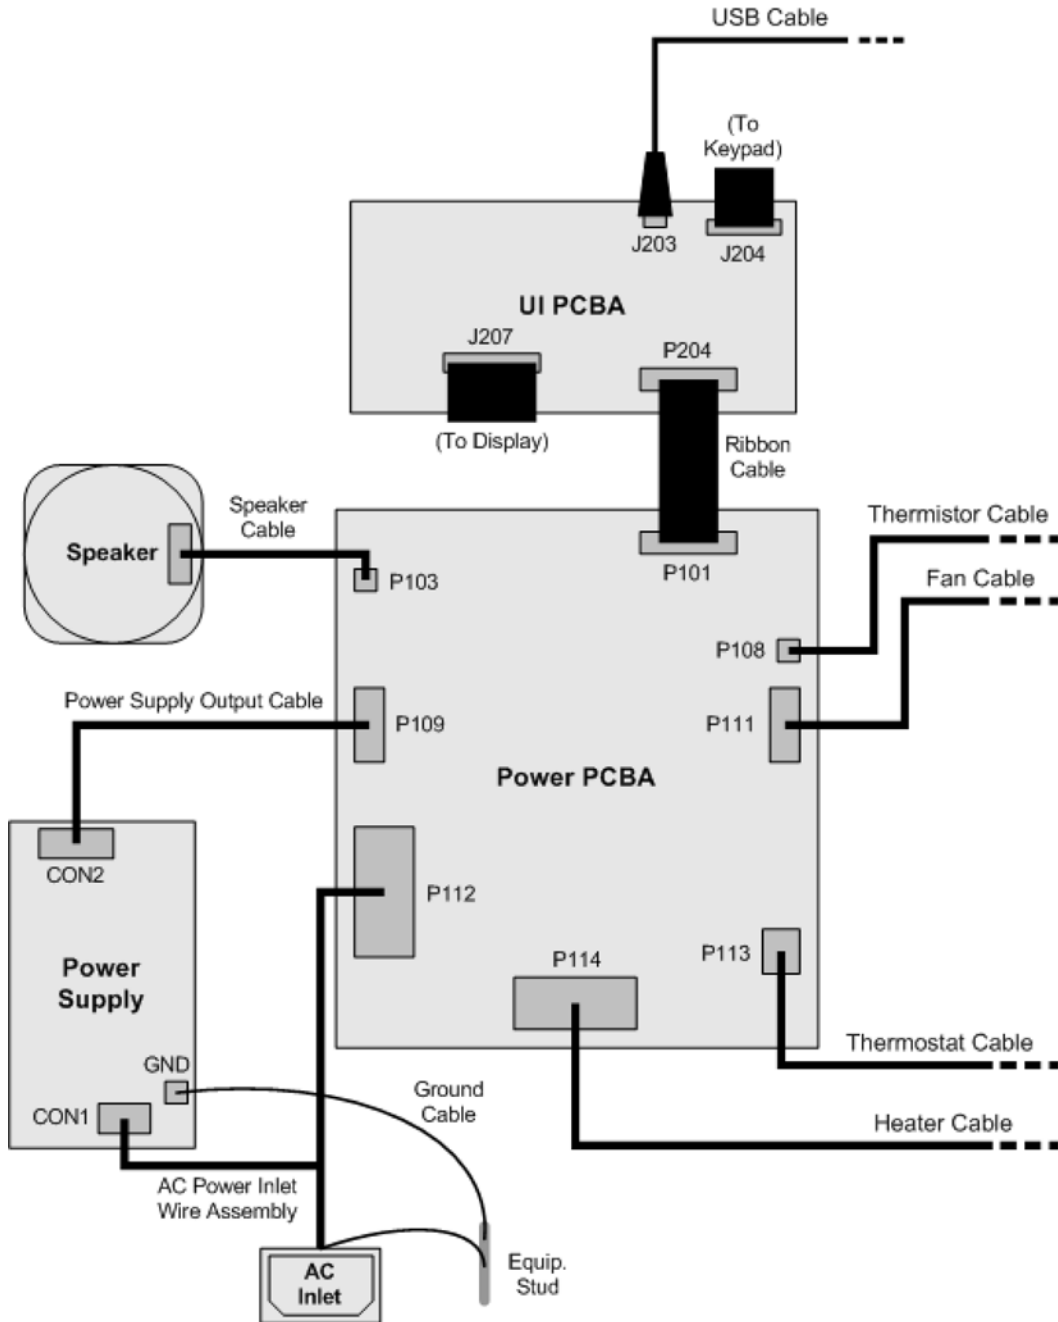 USB Cable
(To
Keypad)
J203
J204
UI PCBA
J207
P204
(To Display)
Ribbon
Cable
Speaker
Cable
Thermistor Cable
Speaker
P103
P101
Fan Cable
P108
Power Supply Output Cable
P109
P111
Power PCBA
CON2
P112
P113
P114
Power
Supply
Thermostat Cable
GND
Ground
Cable
CON1
Heater Cable
AC Power Inlet
Wire Assembly
AC
Inlet
Equip.
Stud